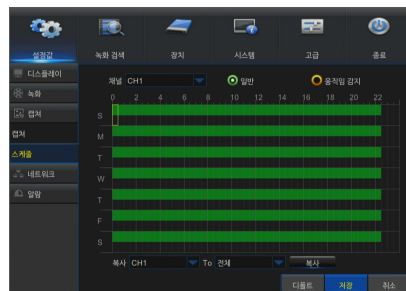 설정값 녹화 검색 장치 시스템 고급 종료
디스플레이
녹화
캡쳐
캡쳐
스케줄
네트워크
알람
채널 CH1 일반 움직임 감지
0 2 4 6 8 10 12 14 16 18 20 22
S
M
T
W
T
F
S
복사 CH1 To 전체 복사
디폴트 저장 취소